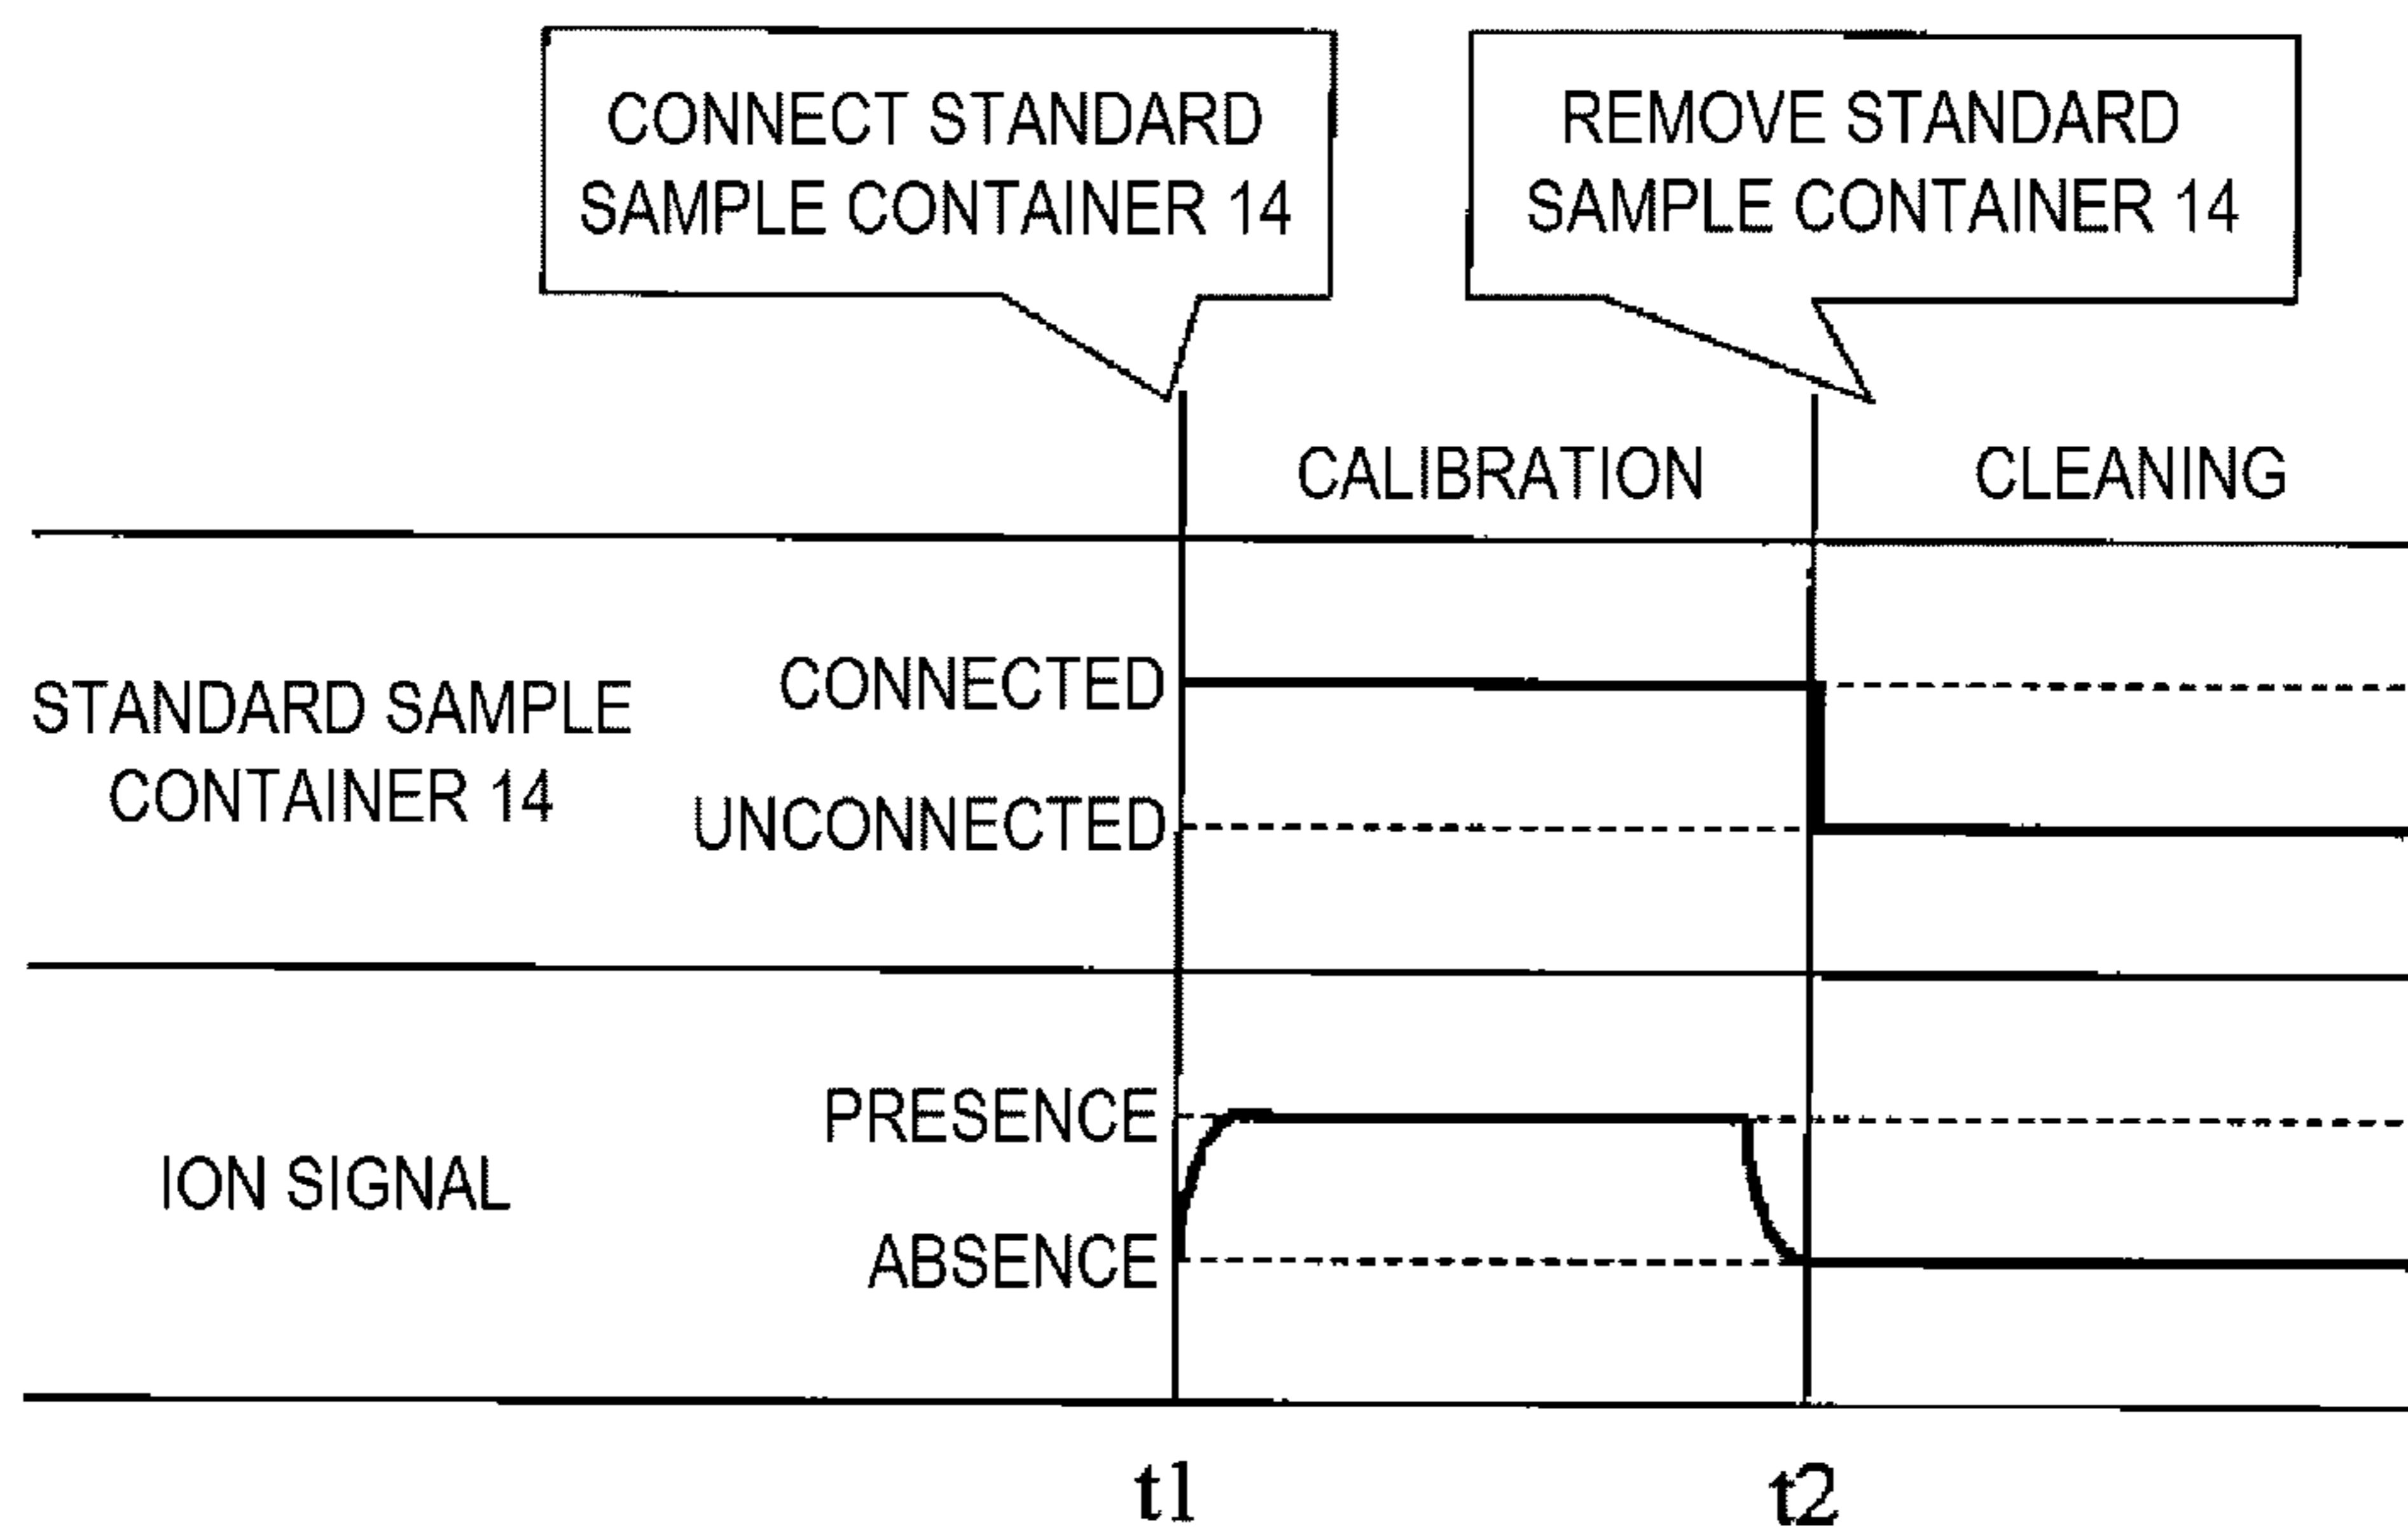 CONNECT STANDARD
SAMPLE CONTAINER 14
REMOVE STANDARD
SAMPLE CONTAINER 14
CALIBRATION
CLEANING
STANDARD SAMPLE
CONTAINER 14
CONNECTED
UNCONNECTED
ION SIGNAL
PRESENCE
ABSENCE
t1
t2